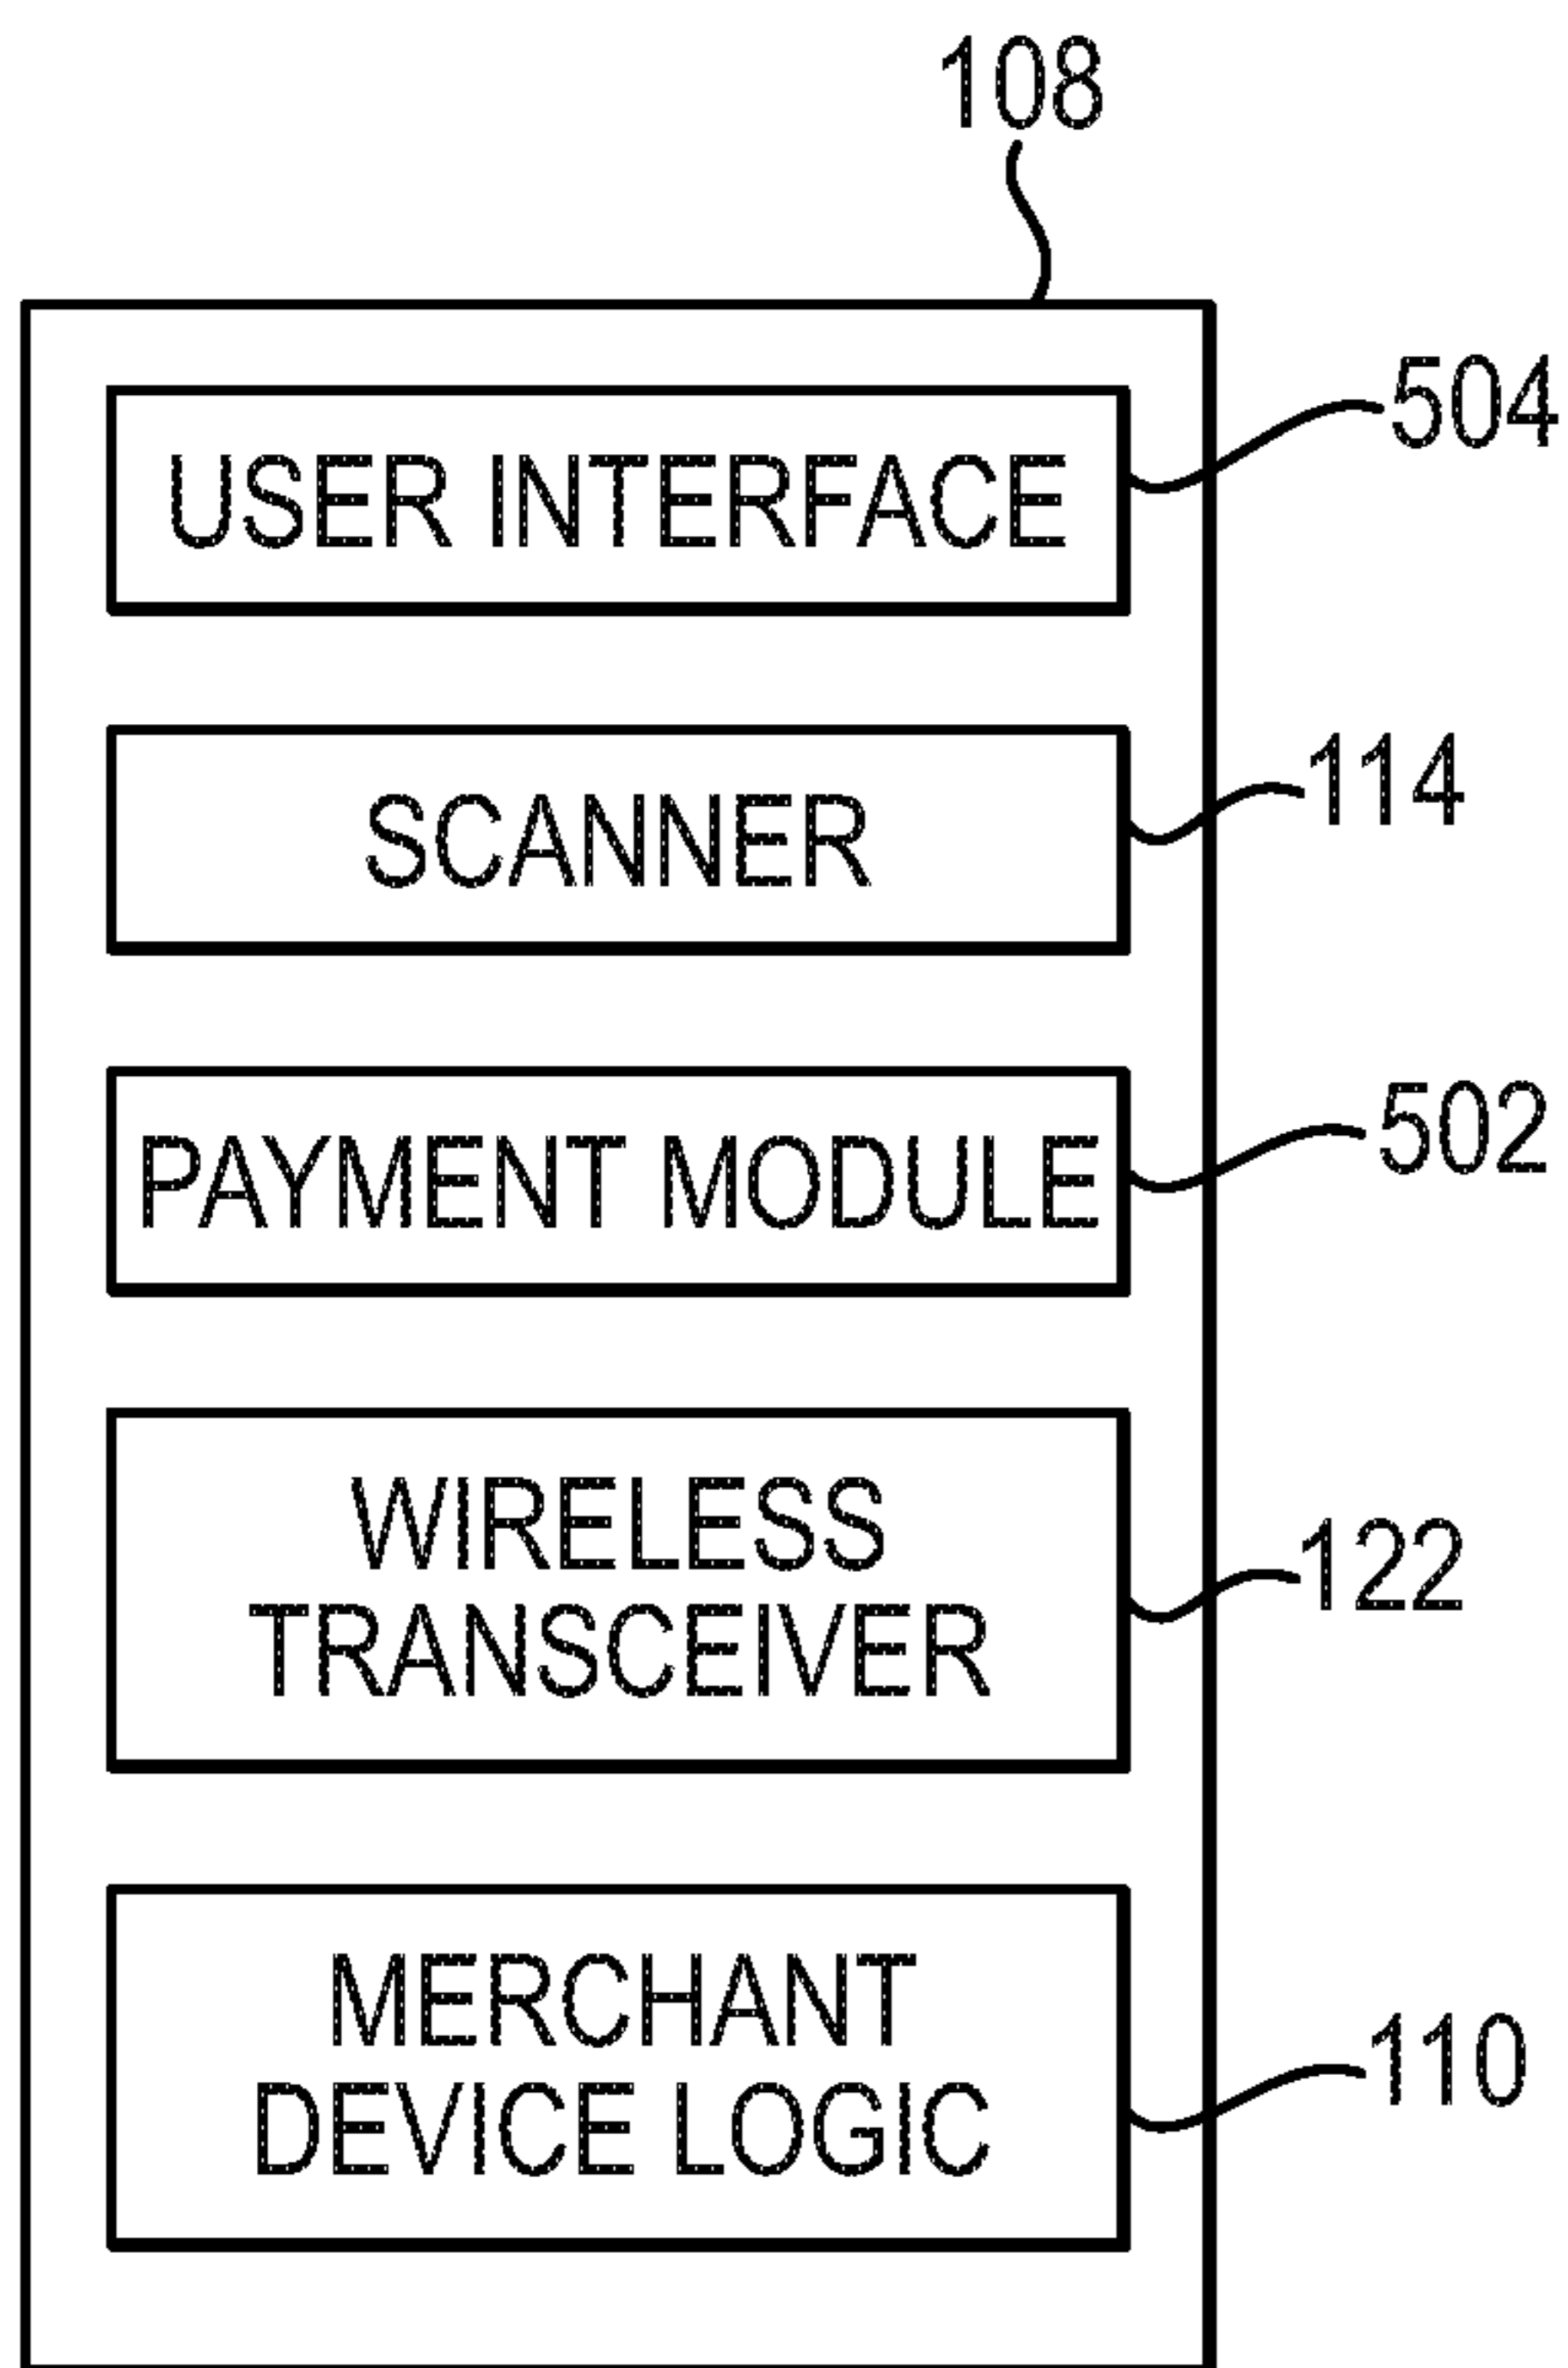 108
USER INTERFACE
504
SCANNER
114
PAYMENT MODULE
502
WIRELESS
TRANSCEIVER
122
MERCHANT
DEVICE LOGIC
110